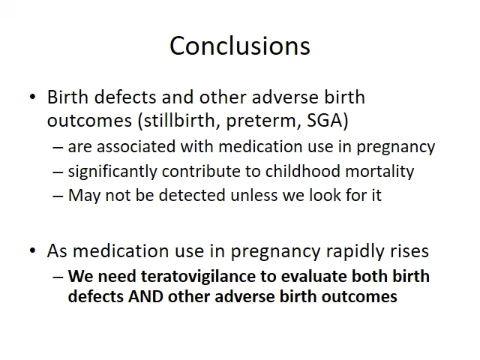 Conclusions
• Birth defects and other adverse birth
outcomes (stillbirth, preterm, SGA)
– are associated with medication use in pregnancy
– significantly contribute to childhood mortality
– May not be detected unless we look for it
• As medication use in pregnancy rapidly rises
– We need teratovigilance to evaluate both birth
defects AND other adverse birth outcomes